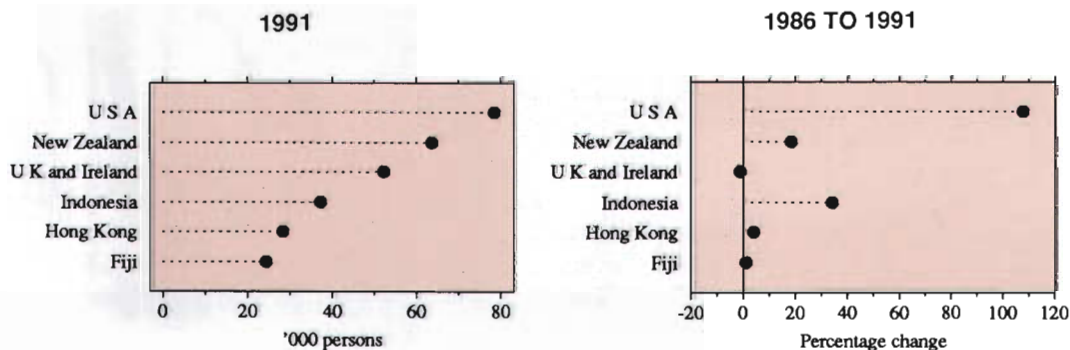 1991
U S A
New Zealand
U K and Ireland
Indonesia
Hong Kong
Fiji
0 20 40 60 80
'000 persons
1986 TO 1991
U S A
New Zealand
U K and Ireland
Indonesia
Hong Kong
Fiji
-20 0 20 40 60 80 100 120
Percentage change